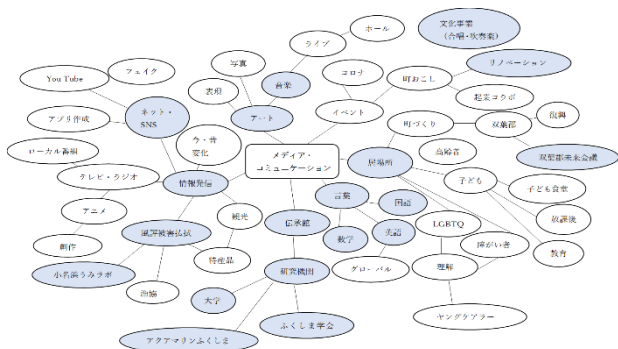 文化事業
(合唱・吹奏楽)
ホール
ライブ
フェイク
写真
コロナ
町おこし
リノベーション
You Tube
音楽
表現
アート
イベント
起業コラボ
アプリ作成
ネット・
SNS
今・昔
変化
町づくり
双葉郡
復興
ローカル番組
メディア・
コミュニケーション
高齢者
双葉郡未来会議
テレビ・ラジオ
情報発信
居場所
子ども
子ども食堂
言葉
国語
アニメ
風評被害払拭
観光
伝承館
LGBTQ
放課後
英語
数学
障がい者
創作
特産品
教育
小名浜うみラボ
漁協
研究機関
グローバル
理解
大学
ふくしま学会
ヤングケアラー
アクアマリンふくしま